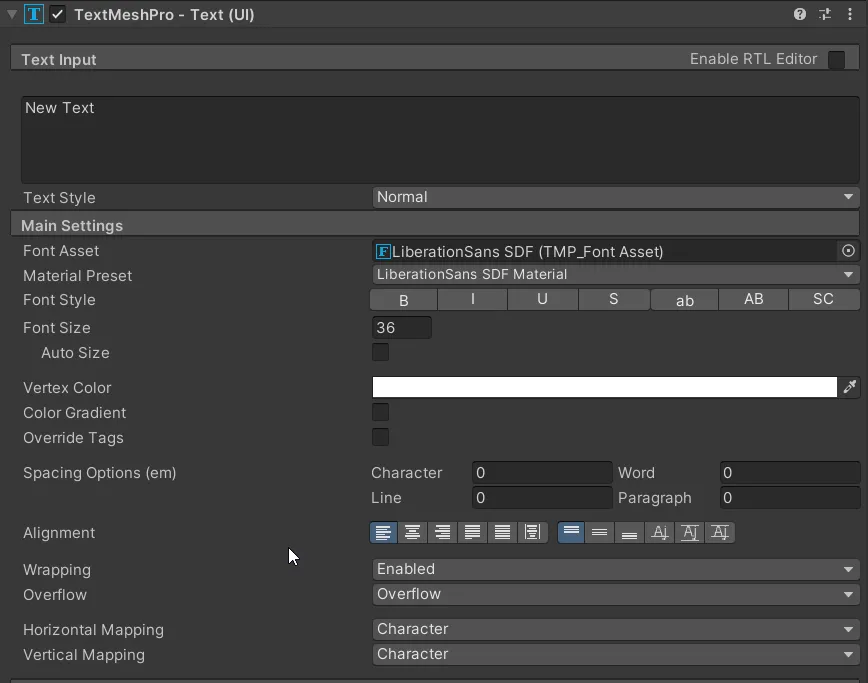 TextMeshPro - Text (UI)
Text Input Enable RTL Editor
New Text
Text Style Normal
Main Settings
Font Asset LiberationSans SDF (TMP_Font Asset)
Material Preset LiberationSans SDF Material
Font Style B I U S ab AB SC
Font Size 36
Auto Size
Vertex Color
Color Gradient
Override Tags
Spacing Options (em) Character 0 Word 0
Line 0 Paragraph 0
Alignment
Wrapping Enabled
Overflow Overflow
Horizontal Mapping Character
Vertical Mapping Character